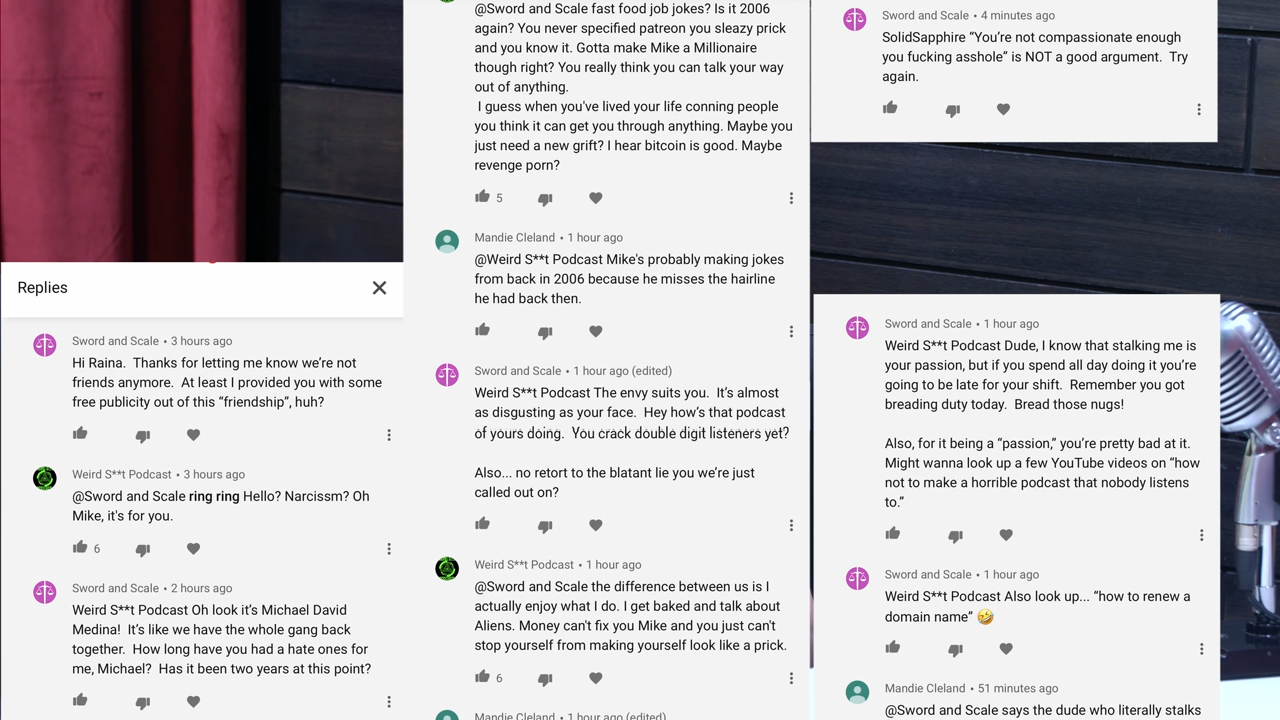 Replies
Sword and Scale • 3 hours ago
Hi Raina. Thanks for letting me know we’re not
friends anymore. At least I provided you with some
free publicity out of this “friendship”, huh?
Weird S**t Podcast • 3 hours ago
@Sword and Scale ring ring Hello? Narcissm? Oh
Mike, it's for you.
6
Sword and Scale • 2 hours ago
Weird S**t Podcast Oh look it’s Michael David
Medina! It’s like we have the whole gang back
together. How long have you had a hate ones for
me, Michael? Has it been two years at this point?
@Sword and Scale fast food job jokes? Is it 2006
again? You never specified patreon you sleazy prick
and you know it. Gotta make Mike a Millionaire
though right? You really think you can talk your way
out of anything.
I guess when you've lived your life conning people
you think it can get you through anything. Maybe you
just need a new grift? I hear bitcoin is good. Maybe
revenge porn?
5
Mandie Cleland • 1 hour ago
@Weird S**t Podcast Mike's probably making jokes
from back in 2006 because he misses the hairline
he had back then.
Sword and Scale • 1 hour ago (edited)
Weird S**t Podcast The envy suits you. It’s almost
as disgusting as your face. Hey how’s that podcast
of yours doing. You crack double digit listeners yet?
Also... no retort to the blatant lie you we’re just
called out on?
Weird S**t Podcast • 1 hour ago
@Sword and Scale the difference between us is I
actually enjoy what I do. I get baked and talk about
Aliens. Money can't fix you Mike and you just can't
stop yourself from making yourself look like a prick.
6
Mandie Cleland • 1 hour ago (edited)
Sword and Scale • 4 minutes ago
SolidSapphire “You’re not compassionate enough
you fucking asshole” is NOT a good argument. Try
again.
Sword and Scale • 1 hour ago
Weird S**t Podcast Dude, I know that stalking me is
your passion, but if you spend all day doing it you’re
going to be late for your shift. Remember you got
breading duty today. Bread those nugs!
Also, for it being a “passion,” you’re pretty bad at it.
Might wanna look up a few YouTube videos on “how
not to make a horrible podcast that nobody listens
to.”
Sword and Scale • 1 hour ago
Weird S**t Podcast Also look up... “how to renew a
domain name” 🤣
Mandie Cleland • 51 minutes ago
@Sword and Scale says the dude who literally stalks